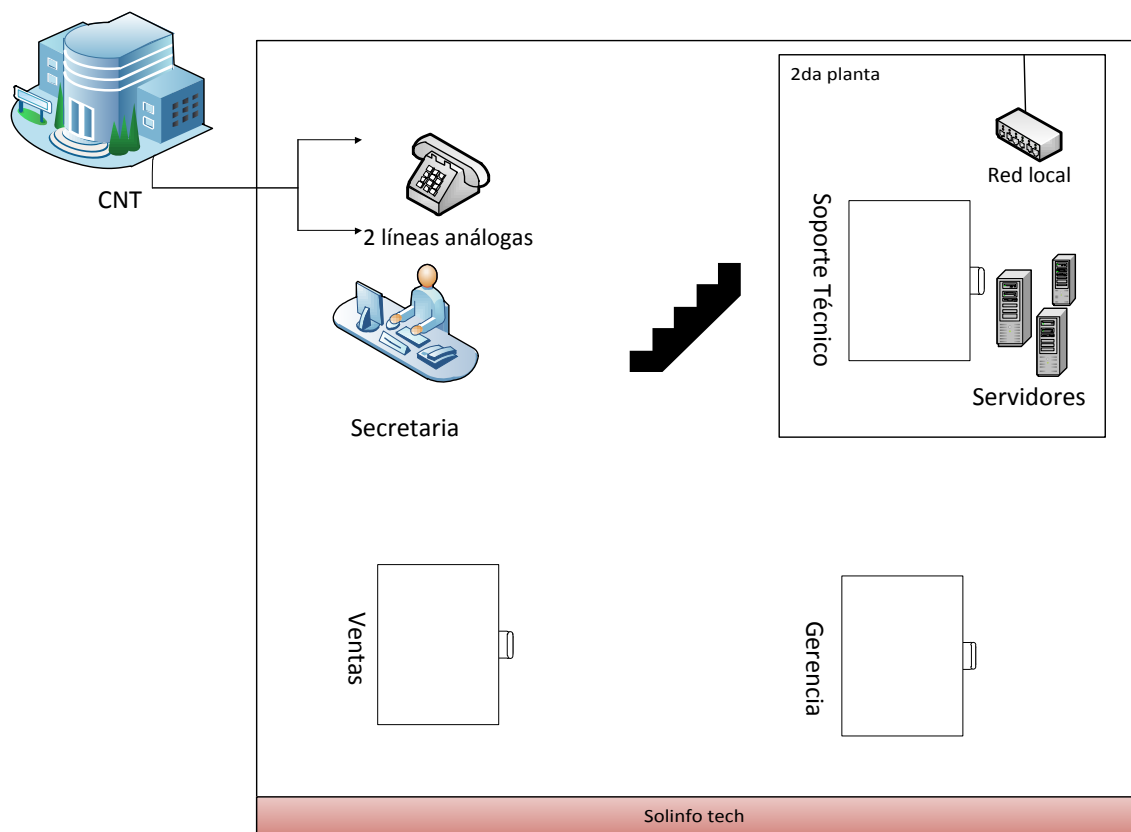 CNT
2 líneas análogas
Secretaria
2da planta
Red local
Soporte Técnico
Servidores
Ventas
Gerencia
Solinfo tech